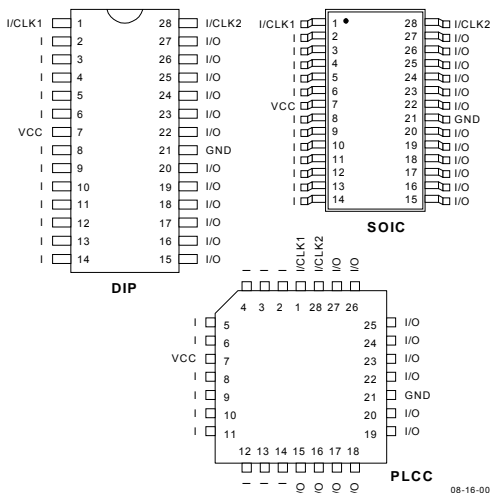 I/CLK1 1 28 I/CLK2
I 2 27 I/O
I 3 26 I/O
I 4 25 I/O
I 5 24 I/O
I 6 23 I/O
VCC 7 22 I/O
I 8 21 GND
I 9 20 I/O
I 10 19 I/O
I 11 18 I/O
I 12 17 I/O
I 13 16 I/O
I 14 15 I/O
DIP
I/CLK1 1 28 I/CLK2
I 2 27 I/O
I 3 26 I/O
I 4 25 I/O
I 5 24 I/O
I 6 23 I/O
VCC 7 22 I/O
I 8 21 GND
I 9 20 I/O
I 10 19 I/O
I 11 18 I/O
I 12 17 I/O
I 13 16 I/O
I 14 15 I/O
SOIC
I I I I/CLK1 I/CLK2 I/O I/O
4 3 2 1 28 27 26
I 5 25 I/O
I 6 24 I/O
VCC 7 23 I/O
I 8 22 I/O
I 9 21 GND
I 10 20 I/O
I 11 19 I/O
12 13 14 15 16 17 18
I I I I/O I/O I/O I/O
PLCC
08-16-00